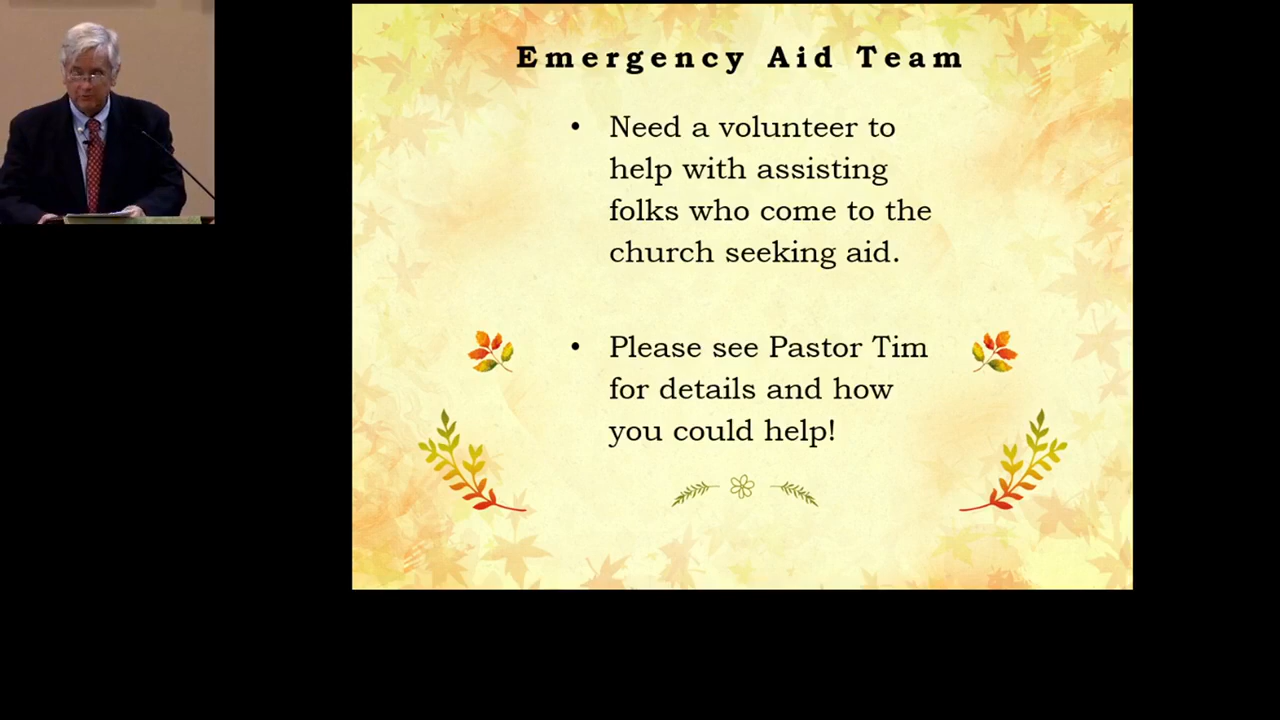 Emergency Aid Team
• Need a volunteer to
help with assisting
folks who come to the
church seeking aid.
• Please see Pastor Tim
for details and how
you could help!